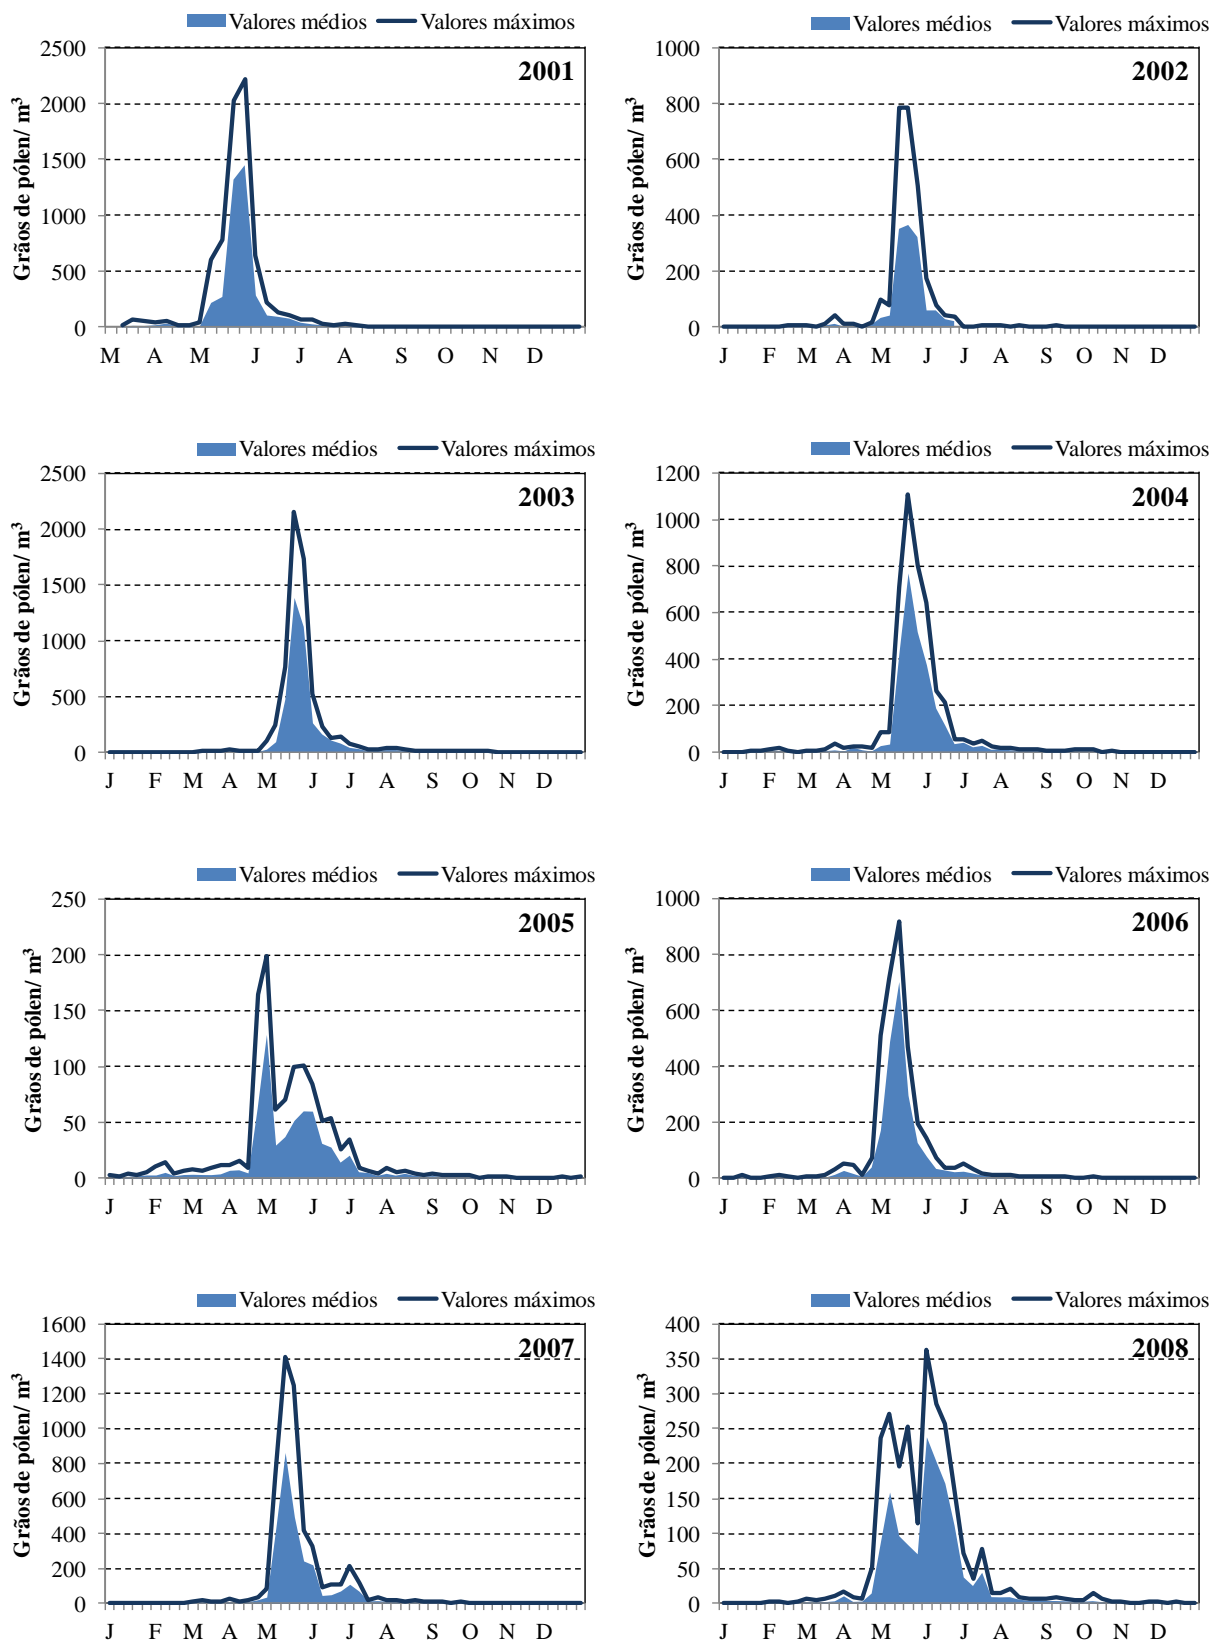 Valores médios Valores máximos
2001
Grãos de pólen/ m³
2500
2000
1500
1000
500
0
M A M J J A S O N D
Valores médios Valores máximos
2002
Grãos de pólen/ m³
1000
800
600
400
200
0
J F M A M J J A S O N D
Valores médios Valores máximos
2003
Grãos de pólen/ m³
2500
2000
1500
1000
500
0
J F M A M J J A S O N D
Valores médios Valores máximos
2004
Grãos de pólen/ m³
1200
1000
800
600
400
200
0
J F M A M J J A S O N D
Valores médios Valores máximos
2005
Grãos de pólen/ m³
250
200
150
100
50
0
J F M A M J J A S O N D
Valores médios Valores máximos
2006
Grãos de pólen/ m³
1000
800
600
400
200
0
J F M A M J J A S O N D
Valores médios Valores máximos
2007
Grãos de pólen/ m³
1600
1400
1200
1000
800
600
400
200
0
J F M A M J J A S O N D
Valores médios Valores máximos
2008
Grãos de pólen/ m³
400
350
300
250
200
150
100
50
0
J F M A M J J A S O N D